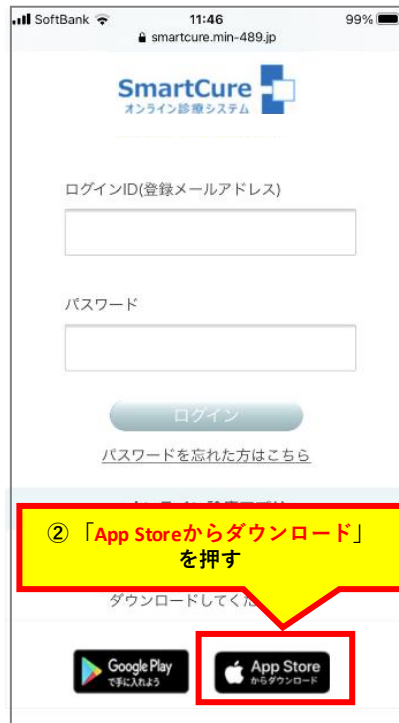 SoftBank 11:46 99%
smartcure.min-489.jp
SmartCure
オンライン診療システム
ログインID(登録メールアドレス)
パスワード
ログイン
パスワードを忘れた方はこちら
②「App Storeからダウンロード」
を押す
ダウンロードしてくだ
Google Play
で手に入れよう
App Store
からダウンロード